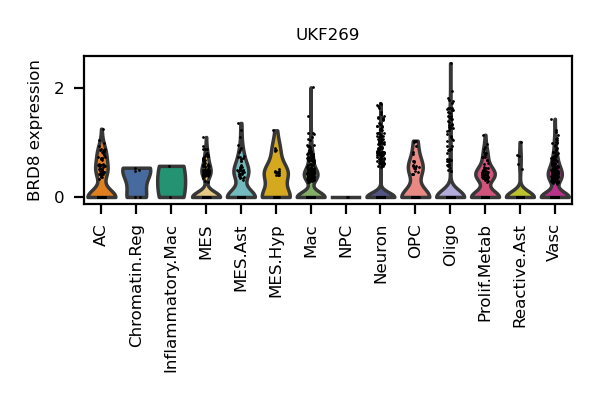 UKF269
BRD8 expression
2
0
AC
Chromatin.Reg
Inflammatory.Mac
MES
MES.Ast
MES.Hyp
Mac
NPC
Neuron
OPC
Oligo
Prolif.Metab
Reactive.Ast
Vasc